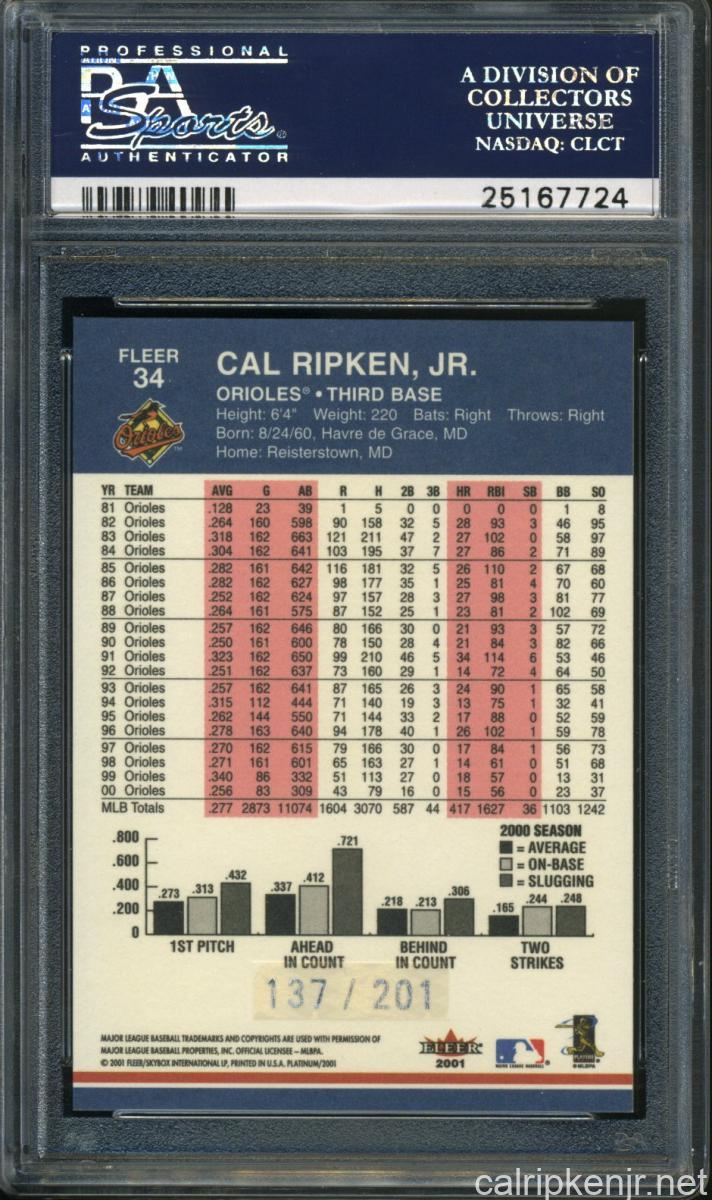 PROFESSIONAL
PSA
Sports
AUTHENTICATOR
A DIVISION OF
COLLECTORS
UNIVERSE
NASDAQ: CLCT
25167724
FLEER
34
CAL RIPKEN, JR.
ORIOLES® • THIRD BASE
Height: 6'4" Weight: 220 Bats: Right Throws: Right
Born: 8/24/60, Havre de Grace, MD
Home: Reisterstown, MD
Orioles
YR TEAM AVG G AB R H 2B 3B HR RBI SB BB SO
81 Orioles .128 23 39 1 5 0 0 0 0 0 1 8
82 Orioles .264 160 598 90 158 32 5 28 93 3 46 95
83 Orioles .318 162 663 121 211 47 2 27 102 0 58 97
84 Orioles .304 162 641 103 195 37 7 27 86 2 71 89
85 Orioles .282 161 642 116 181 32 5 26 110 2 67 68
86 Orioles .282 162 627 98 177 35 1 25 81 4 70 60
87 Orioles .252 162 624 97 157 28 3 27 98 3 81 77
88 Orioles .264 161 575 87 152 25 1 23 81 2 102 69
89 Orioles .257 162 646 80 166 30 0 21 93 3 57 72
90 Orioles .250 161 600 78 150 28 4 21 84 3 82 66
91 Orioles .323 162 650 99 210 46 5 34 114 6 53 46
92 Orioles .251 162 637 73 160 29 1 14 72 4 64 50
93 Orioles .257 162 641 87 165 26 3 24 90 1 65 58
94 Orioles .315 112 444 71 140 19 3 13 75 1 32 41
95 Orioles .262 144 550 71 144 33 2 17 88 0 52 59
96 Orioles .278 163 640 94 178 40 1 26 102 1 59 78
97 Orioles .270 162 615 79 166 30 0 17 84 1 56 73
98 Orioles .271 161 601 65 163 27 1 14 61 0 51 68
99 Orioles .340 86 332 51 113 27 0 18 57 0 13 31
00 Orioles .256 83 309 43 79 16 0 15 56 0 23 37
MLB Totals .277 2873 11074 1604 3070 587 44 417 1627 36 1103 1242
.800
.600
.400
.200
0
.273 .313 .432
.337 .412 .721
.218 .213 .306
.165 .244 .248
2000 SEASON
= AVERAGE
= ON-BASE
= SLUGGING
1ST PITCH
AHEAD
IN COUNT
BEHIND
IN COUNT
TWO
STRIKES
137 / 201
MAJOR LEAGUE BASEBALL TRADEMARKS AND COPYRIGHTS ARE USED WITH PERMISSION OF
MAJOR LEAGUE BASEBALL PROPERTIES, INC. OFFICIAL LICENSEE – MLBPA.
© 2001 FLEER/SKYBOX INTERNATIONAL LP, PRINTED IN U.S.A. PLATINUM/2001
FLEER
2001
MAJOR LEAGUE BASEBALL
PLAYERS
©MLBPA
calripkenjr.net